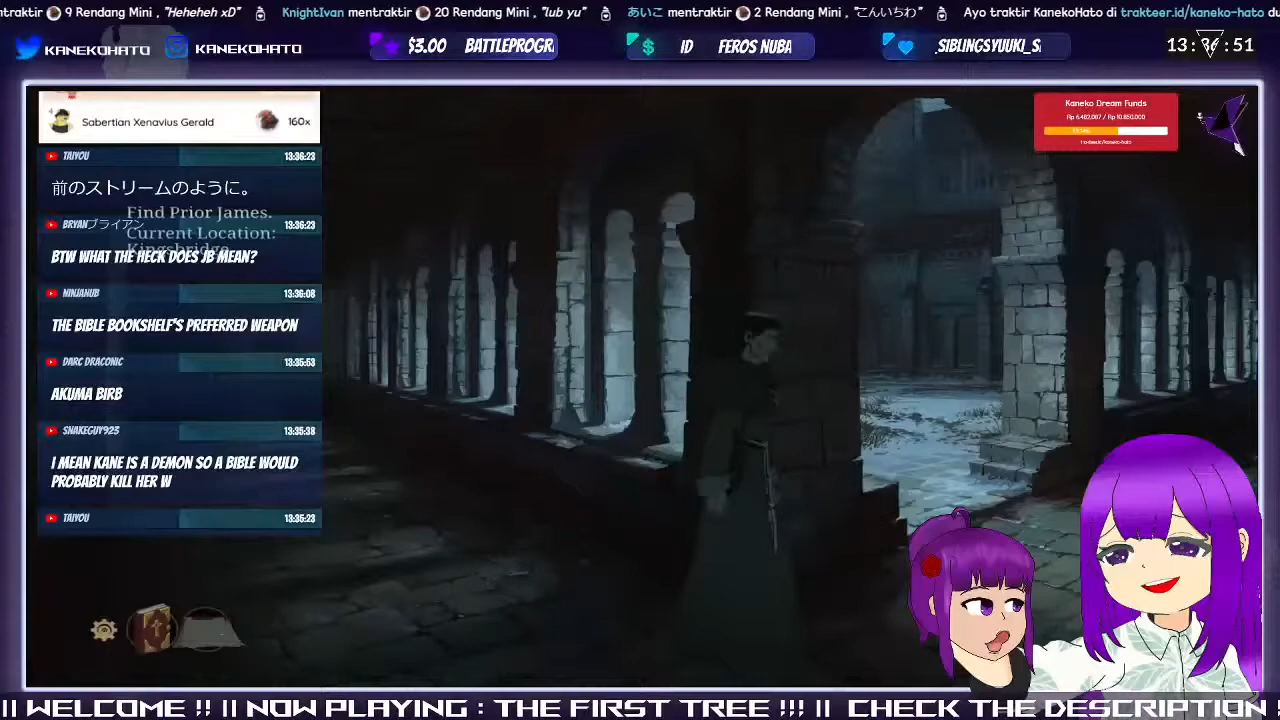 ntraktir 9 Rendang Mini , "Heheheh xD" KnightIvan mentraktir 20 Rendang Mini , "lub yu" あいこ mentraktir 2 Rendang Mini , "こんいちわ" Ayo traktir KanekoHato di trakteer.id/kaneko-hato du
KANEKOHATO KANEKOHATO $3.00 BATTLEPROGR ID FEROS NUBA _SIBLINGSYUUKI_S 13: :51
Sabertian Xenavius Gerald 160x
Kaneko Dream Funds
TAIYOU 13:36:23
前のストリームのように。
Find Prior James.
BRYANブライアン 13:36:23
Current Location:
Kingsbridge
BTW WHAT THE HECK DOES JB MEAN?
NINJANUB 13:36:08
THE BIBLE BOOKSHELF'S PREFERRED WEAPON
DARC DRACONIC 13:35:53
AKUMA BIRB
SNAKEGUY923 13:35:38
I MEAN KANE IS A DEMON SO A BIBLE WOULD
PROBABLY KILL HER W
TAIYOU 13:35:23
|| WELCOME !! || NOW PLAYING : THE FIRST TREE !!! || CHECK THE DESCRIPTION